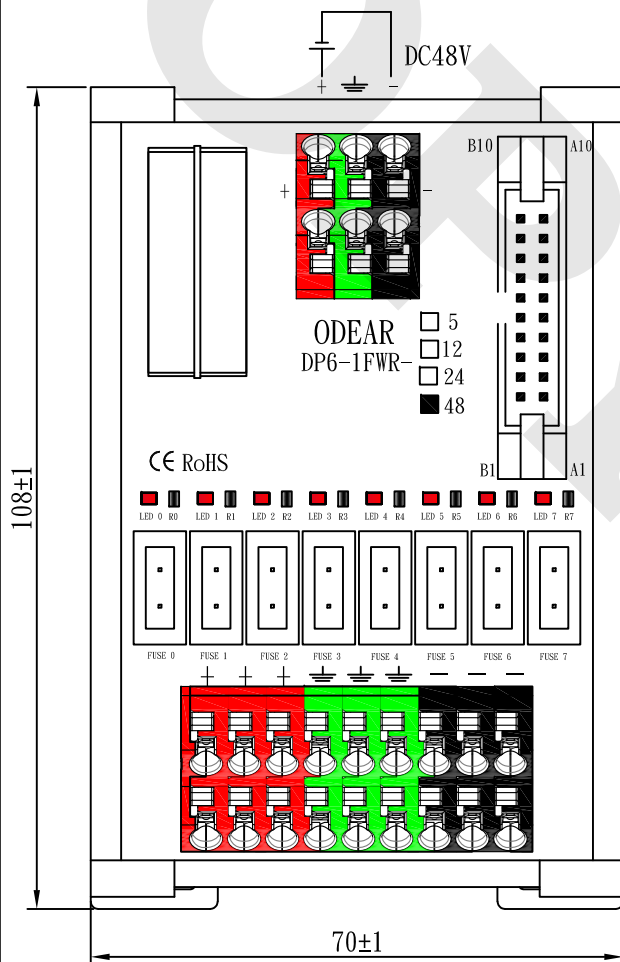 DC48V
+ -
B10 A10
+ -
ODEAR
DP6-1FWR-
5
12
24
48
CE RoHS
B1 A1
108±1
LED 0 R0 LED 1 R1 LED 2 R2 LED 3 R3 LED 4 R4 LED 5 R5 LED 6 R6 LED 7 R7
FUSE 0 FUSE 1 FUSE 2 FUSE 3 FUSE 4 FUSE 5 FUSE 6 FUSE 7
+ + + - - -
70±1